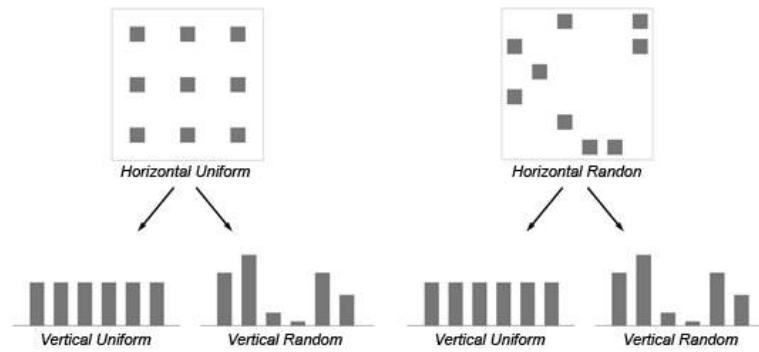 Horizontal Uniform
Horizontal Randon
Vertical Uniform
Vertical Random
Vertical Uniform
Vertical Random